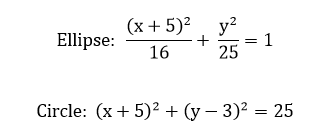 Ellipse: (x + 5)²/16 + y²/25 = 1
Circle: (x + 5)² + (y − 3)² = 25